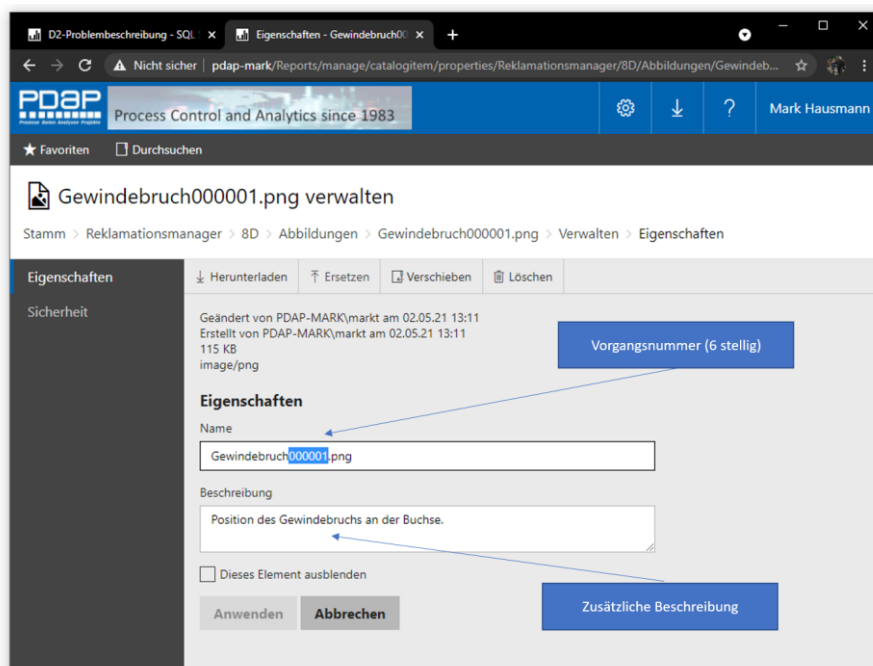 D2-Problembeschreibung - SQL
Eigenschaften - Gewindebruch00
Nicht sicher | pdap-mark/Reports/manage/catalogitem/properties/Reklamationsmanager/8D/Abbildungen/Gewindeb...
PDAP
Process Control and Analytics since 1983
Mark Hausmann
Favoriten
Durchsuchen
Gewindebruch000001.png verwalten
Stamm > Reklamationsmanager > 8D > Abbildungen > Gewindebruch000001.png > Verwalten > Eigenschaften
Eigenschaften
Sicherheit
Herunterladen
Ersetzen
Verschieben
Löschen
Geändert von PDAP-MARK\markt am 02.05.21 13:11
Erstellt von PDAP-MARK\markt am 02.05.21 13:11
115 KB
image/png
Vorgangsnummer (6 stellig)
Eigenschaften
Name
Gewindebruch000001.png
Beschreibung
Position des Gewindebruchs an der Buchse.
Dieses Element ausblenden
Anwenden
Abbrechen
Zusätzliche Beschreibung